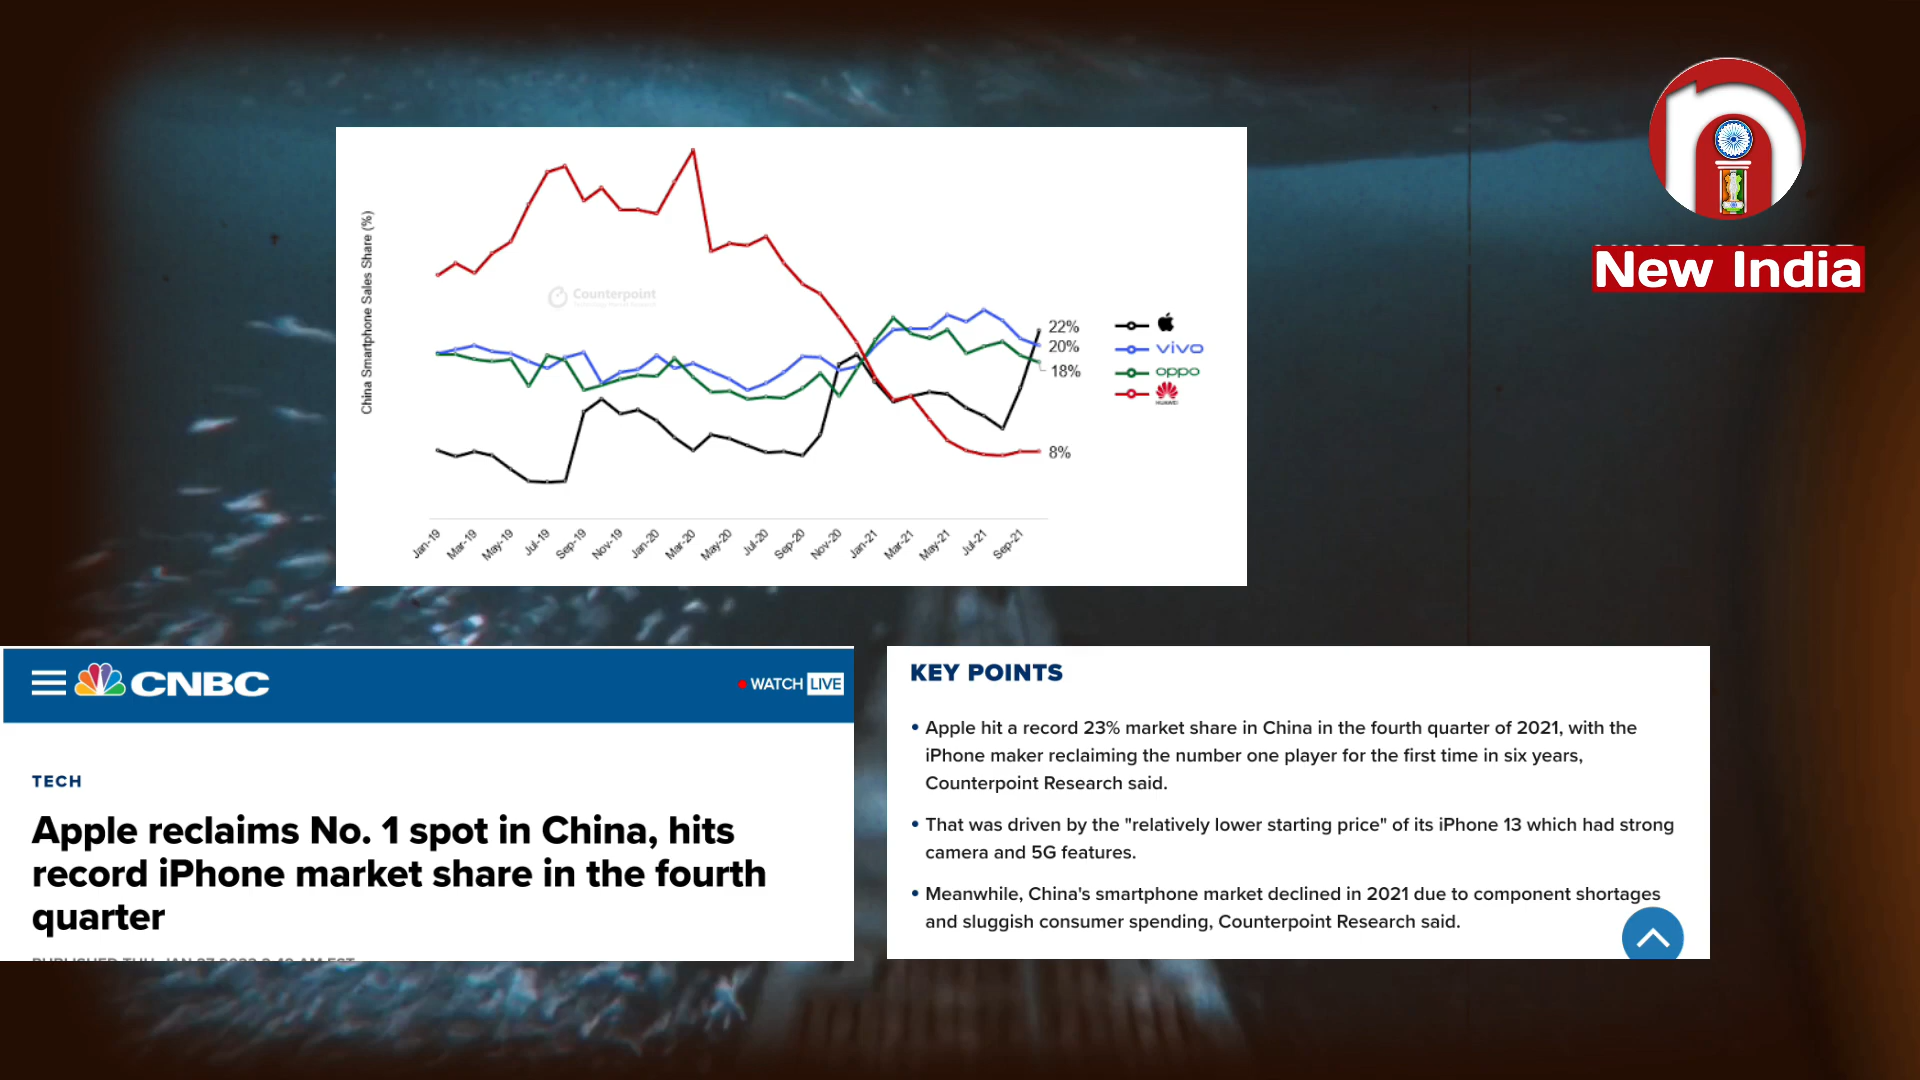 China Smartphone Sales Share (%)
Counterpoint
22%
20%
18%
8%
vivo
oppo
HUAWEI
Jan-19
Mar-19
May-19
Jul-19
Sep-19
Nov-19
Jan-20
Mar-20
May-20
Jul-20
Sep-20
Nov-20
Jan-21
Mar-21
May-21
Jul-21
Sep-21
New India
CNBC
WATCH LIVE
TECH
Apple reclaims No. 1 spot in China, hits
record iPhone market share in the fourth
quarter
KEY POINTS
• Apple hit a record 23% market share in China in the fourth quarter of 2021, with the
iPhone maker reclaiming the number one player for the first time in six years,
Counterpoint Research said.
• That was driven by the "relatively lower starting price" of its iPhone 13 which had strong
camera and 5G features.
• Meanwhile, China's smartphone market declined in 2021 due to component shortages
and sluggish consumer spending, Counterpoint Research said.